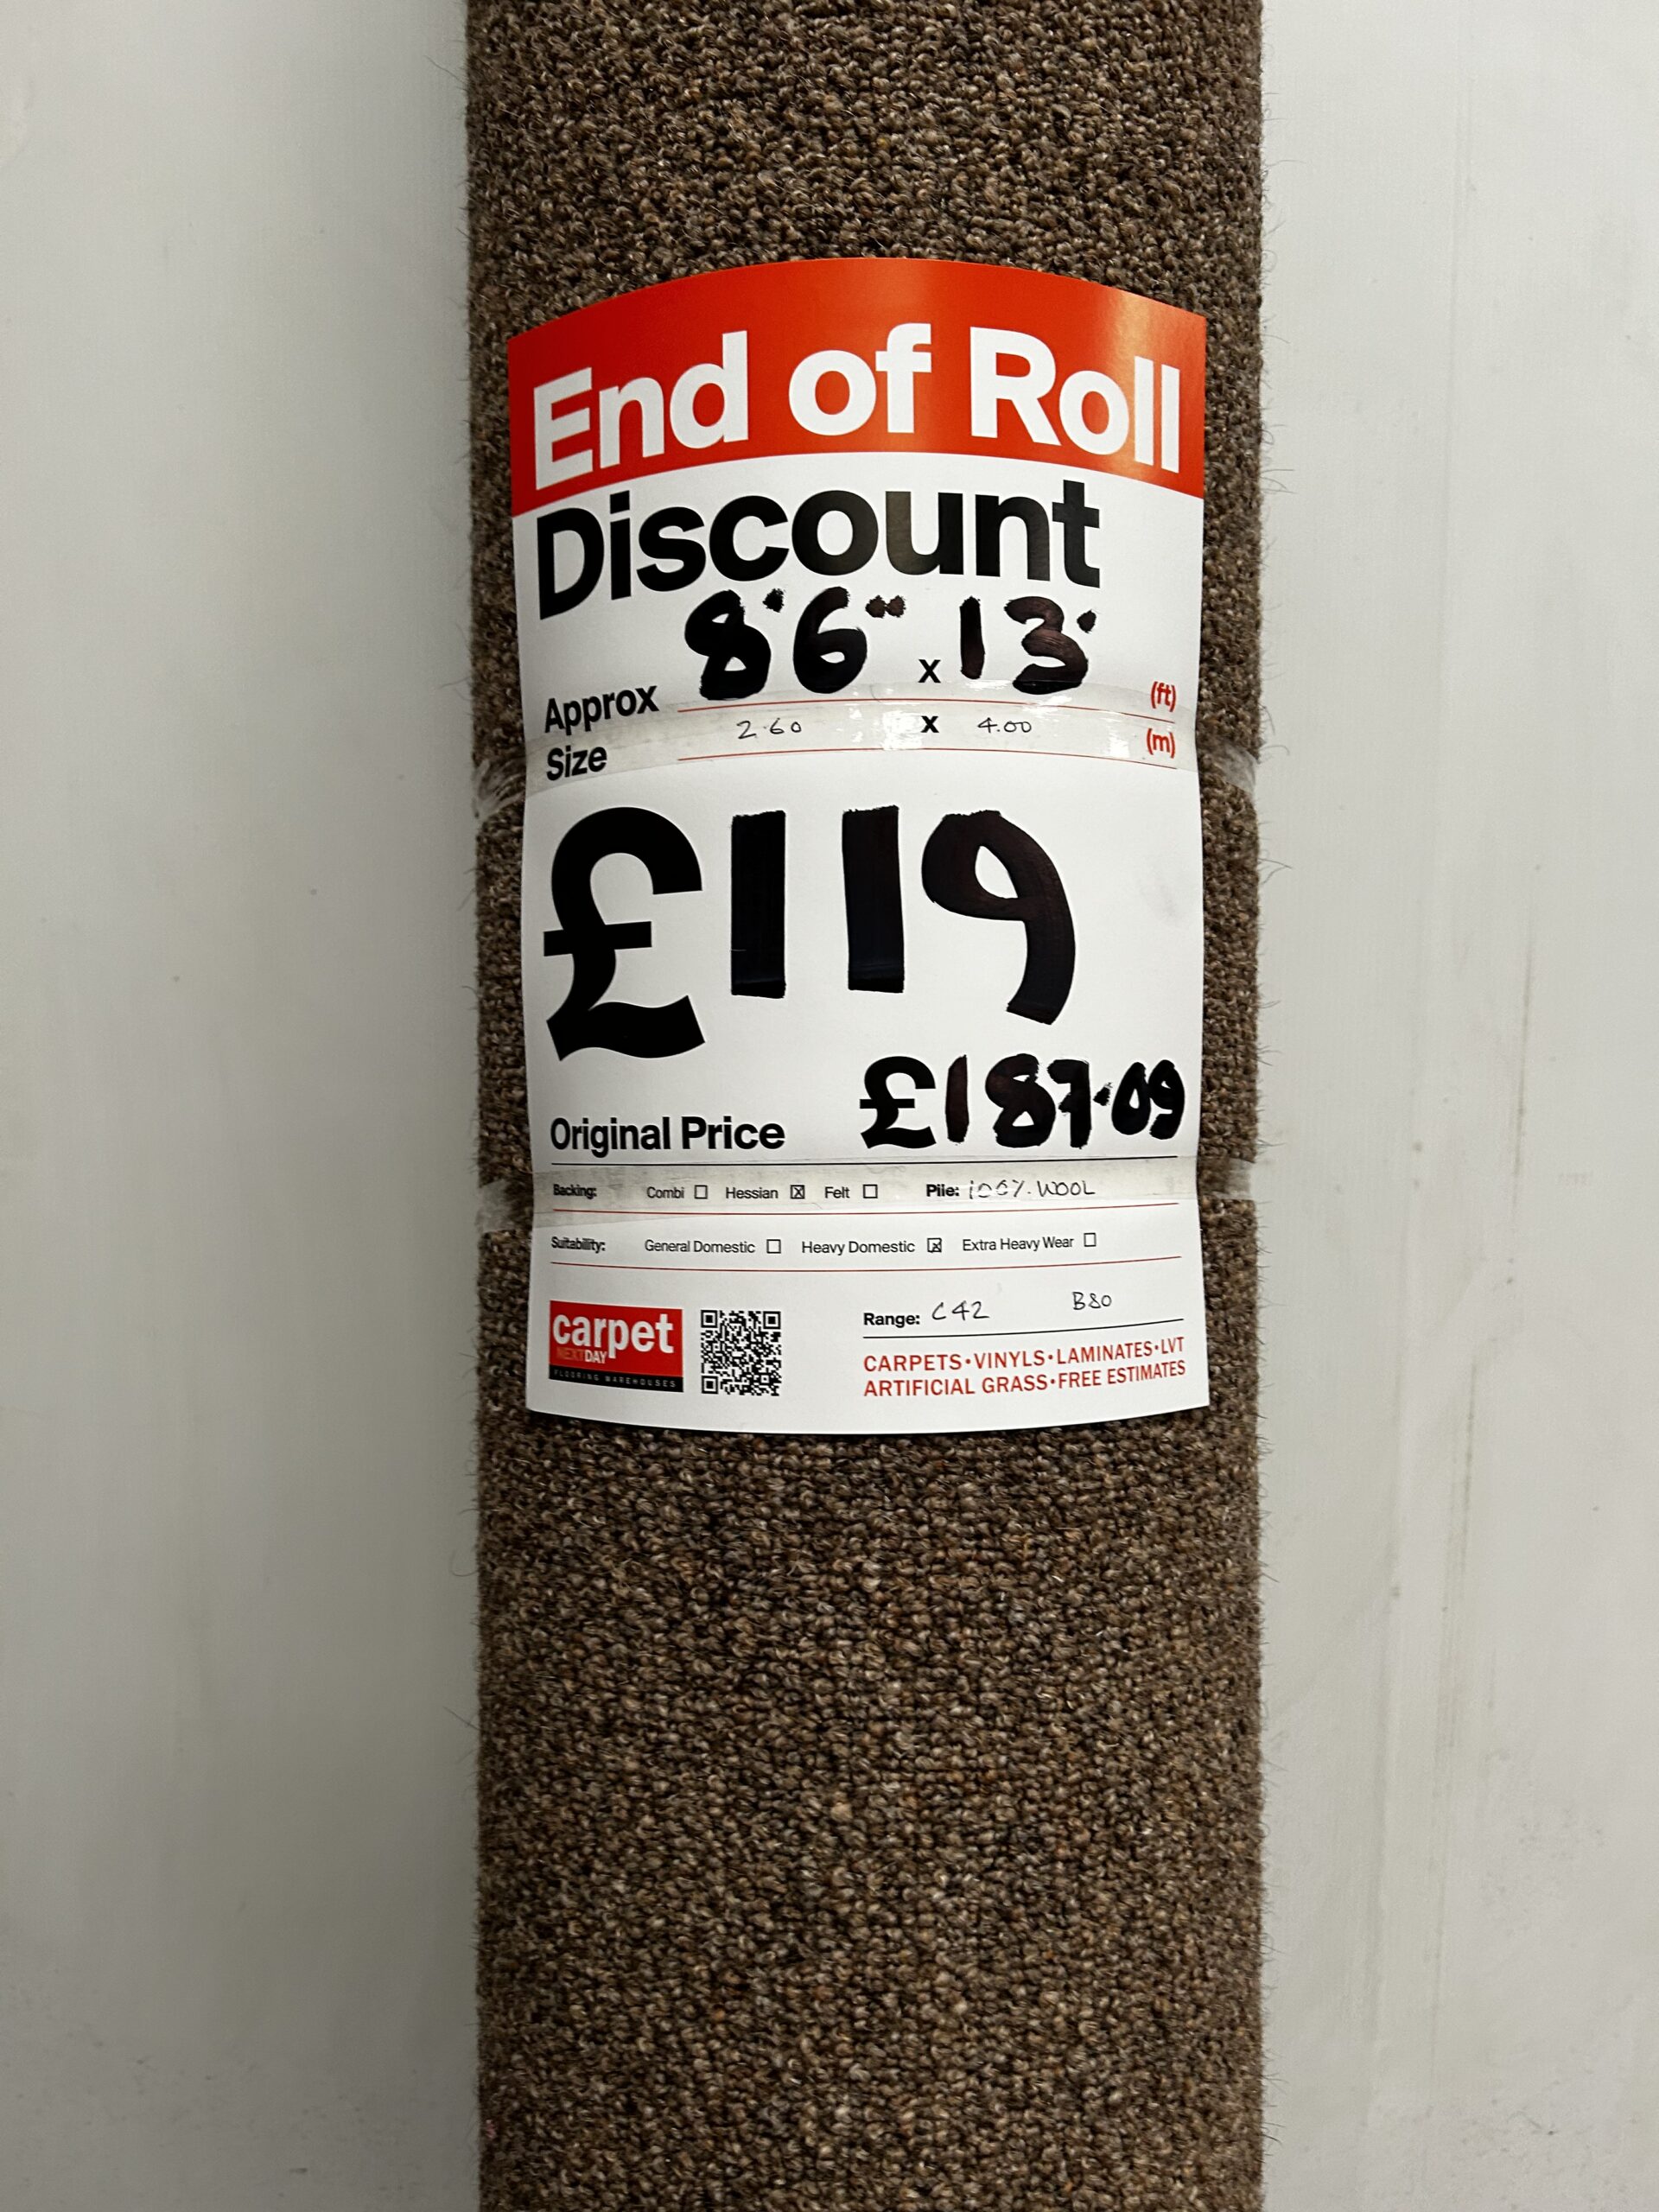 End of Roll
Discount
8'6" x 13' (ft)
Approx
Size
2.60 x 4.00 (m)
£119
Original Price £187.09
Backing: Combi ☐ Hessian ☒ Felt ☐ Pile: 100% WOOL
Suitability: General Domestic ☐ Heavy Domestic ☒ Extra Heavy Wear ☐
Range: C42 B80
carpet
NEXTDAY
FLOORING WAREHOUSES
CARPETS•VINYLS•LAMINATES•LVT
ARTIFICIAL GRASS•FREE ESTIMATES